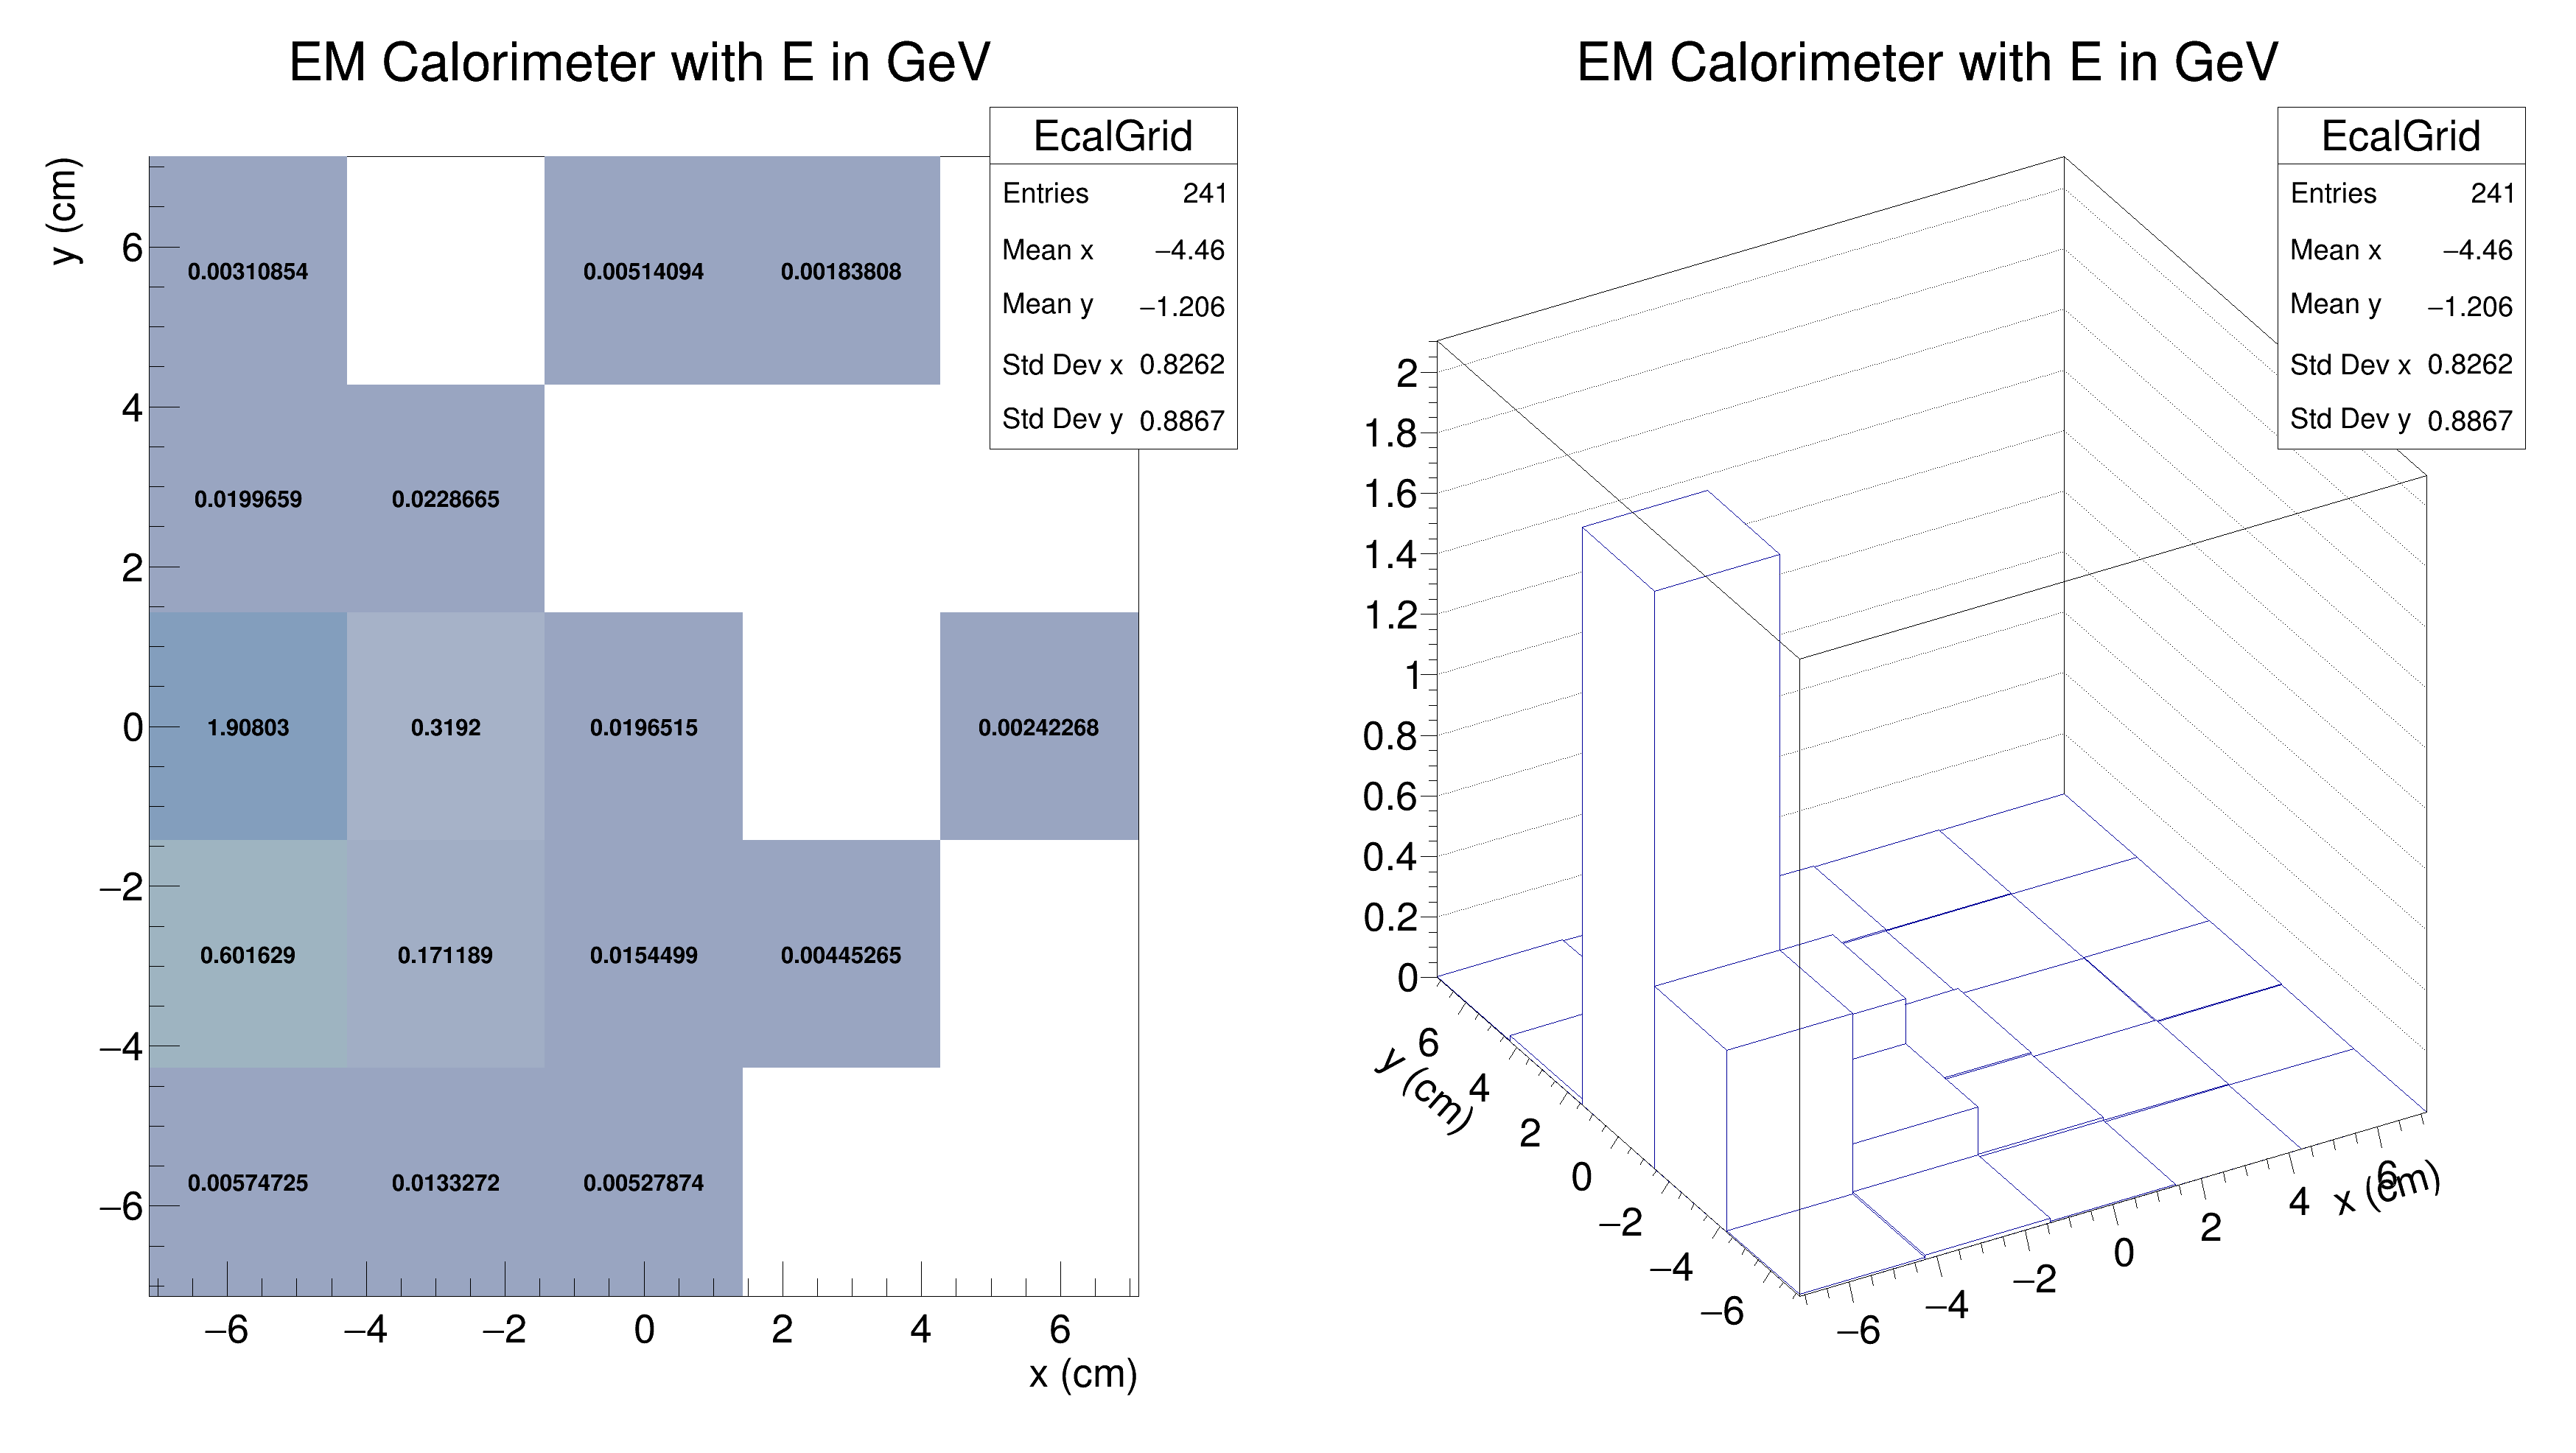 EM Calorimeter with E in GeV
EcalGrid
Entries 241
Mean x −4.46
Mean y −1.206
Std Dev x 0.8262
Std Dev y 0.8867
y (cm)
6
4
2
0
−2
−4
−6
0.00310854 0.00514094 0.00183808
0.0199659 0.0228665
1.90803 0.3192 0.0196515 0.00242268
0.601629 0.171189 0.0154499 0.00445265
0.00574725 0.0133272 0.00527874
−6 −4 −2 0 2 4 6
x (cm)
EM Calorimeter with E in GeV
EcalGrid
Entries 241
Mean x −4.46
Mean y −1.206
Std Dev x 0.8262
Std Dev y 0.8867
2
1.8
1.6
1.4
1.2
1
0.8
0.6
0.4
0.2
0
y (cm)
6
4
2
0
−2
−4
−6
−6 −4 −2 0 2 4 6
x (cm)